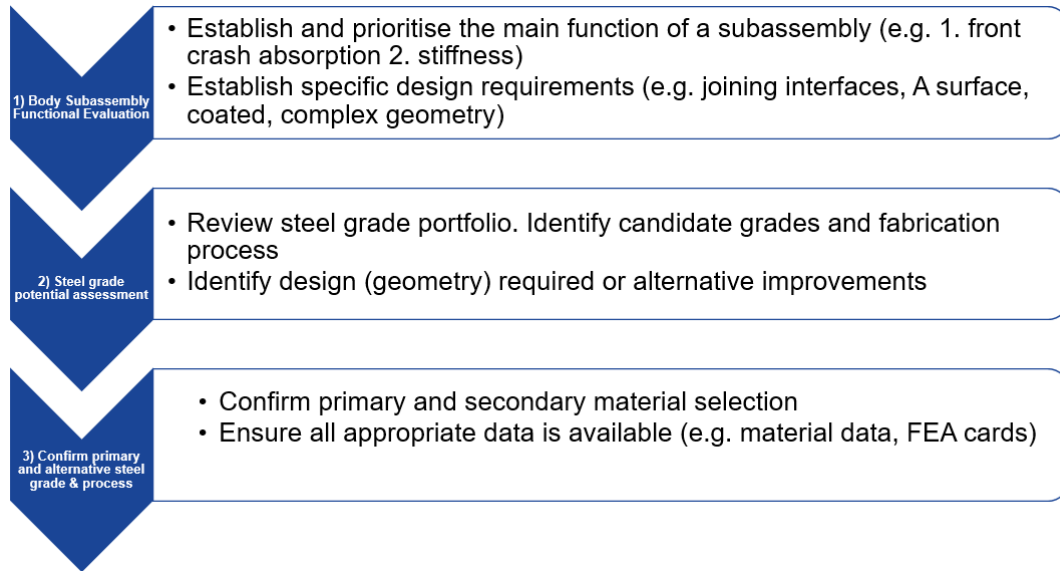 1) Body Subassembly
Functional Evaluation
• Establish and prioritise the main function of a subassembly (e.g. 1. front
crash absorption 2. stiffness)
• Establish specific design requirements (e.g. joining interfaces, A surface,
coated, complex geometry)
2) Steel grade
potential assessment
• Review steel grade portfolio. Identify candidate grades and fabrication
process
• Identify design (geometry) required or alternative improvements
3) Confirm primary
and alternative steel
grade & process
• Confirm primary and secondary material selection
• Ensure all appropriate data is available (e.g. material data, FEA cards)